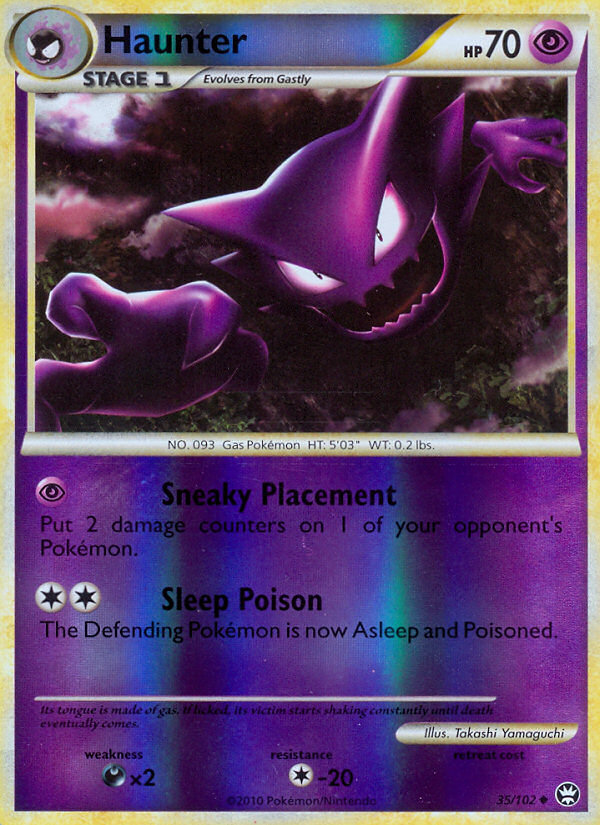 Haunter
HP 70
STAGE 1
Evolves from Gastly
NO. 093 Gas Pokémon HT: 5'03" WT: 0.2 lbs.
Sneaky Placement
Put 2 damage counters on 1 of your opponent's
Pokémon.
Sleep Poison
The Defending Pokémon is now Asleep and Poisoned.
Its tongue is made of gas. If licked, its victim starts shaking constantly until death
eventually comes.
Illus. Takashi Yamaguchi
weakness
resistance
retreat cost
×2
-20
©2010 Pokémon/Nintendo
35/102